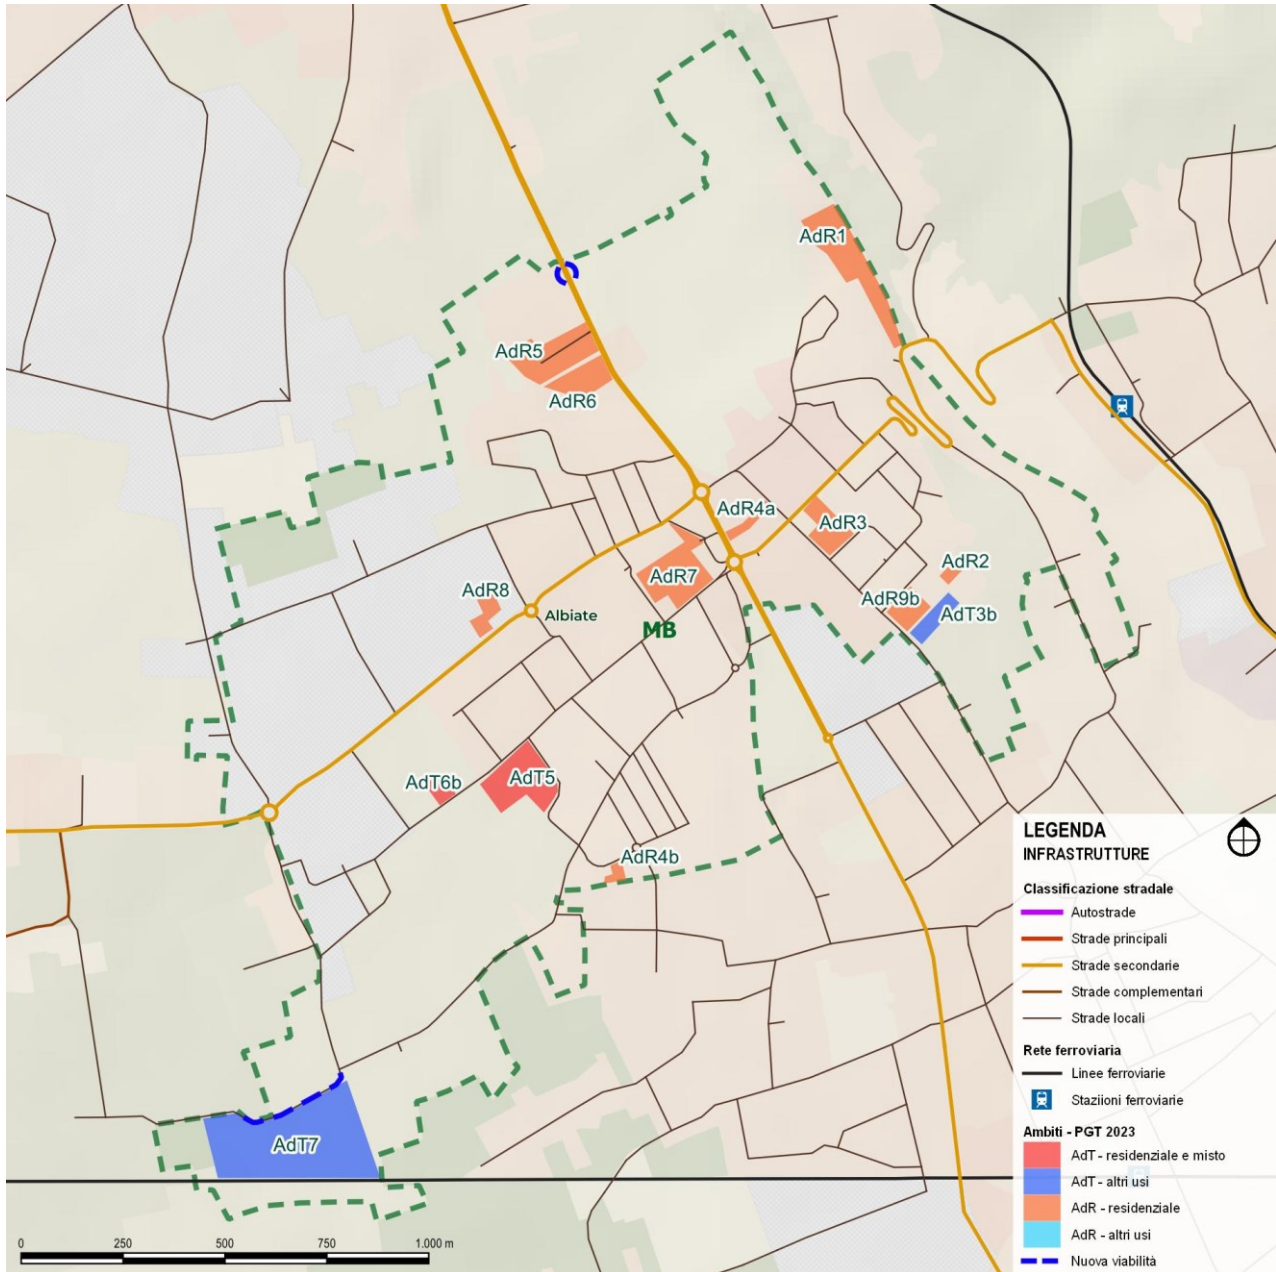 AdR1
AdR5
AdR6
AdR4a
AdR3
AdR7
AdR2
AdR8
AdR9b
AdT3b
Albiate
MB
AdT5
AdT6b
AdR4b
AdT7
LEGENDA
INFRASTRUTTURE
Classificazione stradale
Autostrade
Strade principali
Strade secondarie
Strade complementari
Strade locali
Rete ferroviaria
Linee ferroviarie
Staziioni ferroviarie
Ambiti - PGT 2023
AdT - residenziale e misto
AdT - altri usi
AdR - residenziale
AdR - altri usi
Nuova viabilità
0 250 500 750 1.000 m